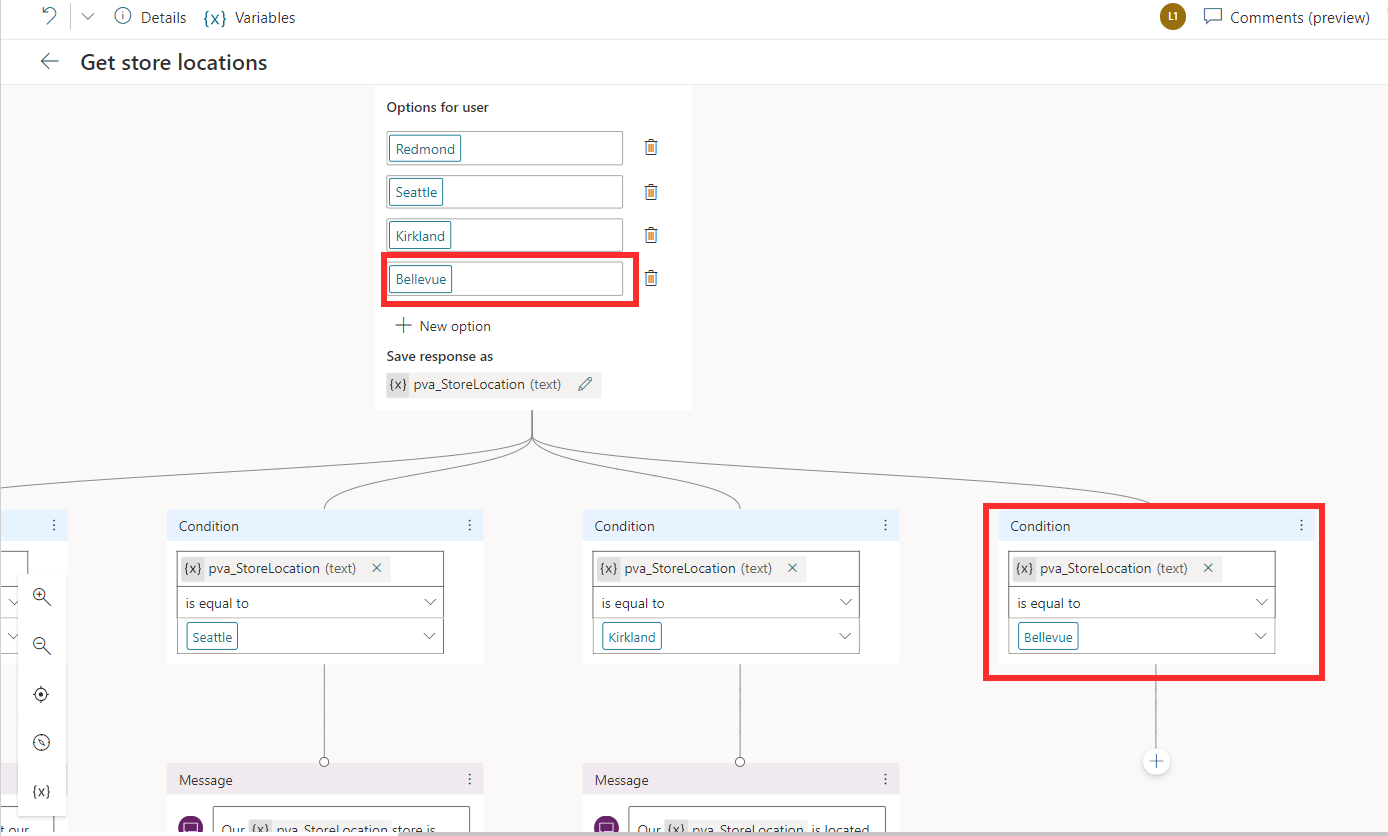 Details {x} Variables L1 Comments (preview)
Get store locations
Options for user
Redmond
Seattle
Kirkland
Bellevue
New option
Save response as
{x} pva_StoreLocation (text)
Condition
{x} pva_StoreLocation (text)
is equal to
Seattle
Condition
{x} pva_StoreLocation (text)
is equal to
Kirkland
Condition
{x} pva_StoreLocation (text)
is equal to
Bellevue
{x}
Message
Our {x} pva_StoreLocation store is
Message
Our {x} pva_StoreLocation is located
t our